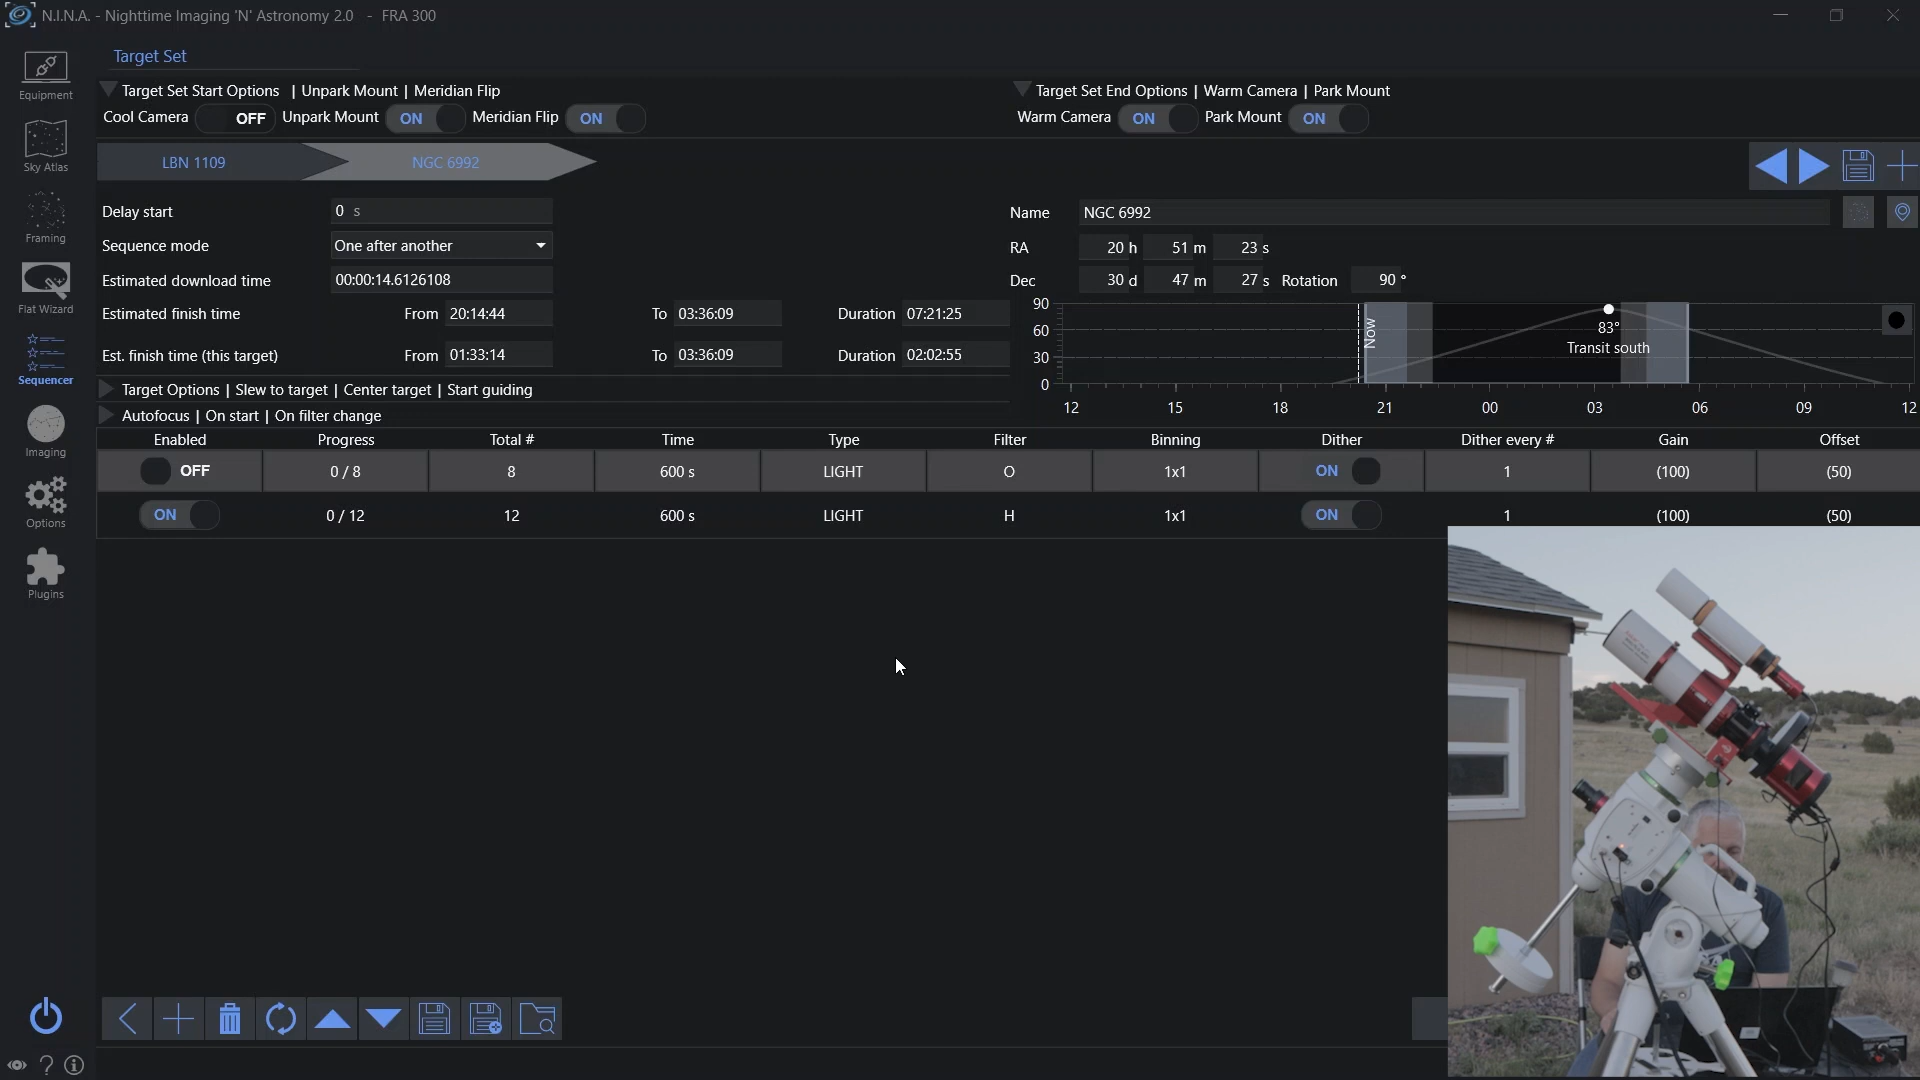 N.I.N.A. - Nighttime Imaging 'N' Astronomy 2.0 - FRA 300
Target Set
Target Set Start Options | Unpark Mount | Meridian Flip
Target Set End Options | Warm Camera | Park Mount
Cool Camera OFF Unpark Mount ON Meridian Flip ON
Warm Camera ON Park Mount ON
LBN 1109 NGC 6992
Delay start 0 s
Sequence mode One after another
Estimated download time 00:00:14.6126108
Estimated finish time From 20:14:44 To 03:36:09 Duration 07:21:25
Est. finish time (this target) From 01:33:14 To 03:36:09 Duration 02:02:55
Target Options | Slew to target | Center target | Start guiding
Autofocus | On start | On filter change
Name NGC 6992
RA 20 h 51 m 23 s
Dec 30 d 47 m 27 s Rotation 90 °
90
60
30
0
Now
83°
Transit south
12 15 18 21 00 03 06 09 12
Enabled Progress Total # Time Type Filter Binning Dither Dither every # Gain Offset
OFF 0 / 8 8 600 s LIGHT O 1x1 ON 1 (100) (50)
ON 0 / 12 12 600 s LIGHT H 1x1 ON 1 (100) (50)
Equipment
Sky Atlas
Framing
Flat Wizard
Sequencer
Imaging
Options
Plugins